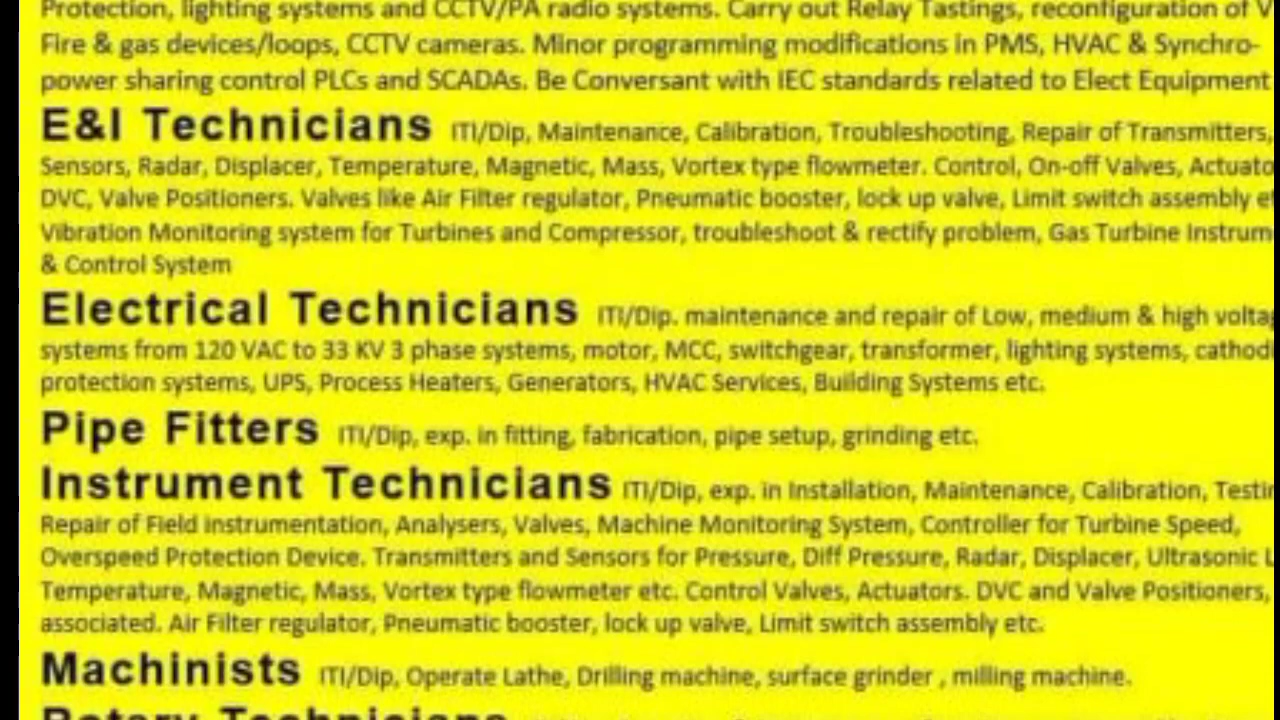 Protection, lighting systems and CCTV/PA radio systems. Carry out Relay Tastings, reconfiguration of V
Fire & gas devices/loops, CCTV cameras. Minor programming modifications in PMS, HVAC & Synchro-
power sharing control PLCs and SCADAs. Be Conversant with IEC standards related to Elect Equipment
E&I Technicians ITI/Dip, Maintenance, Calibration, Troubleshooting, Repair of Transmitters,
Sensors, Radar, Displacer, Temperature, Magnetic, Mass, Vortex type flowmeter. Control, On-off Valves, Actuato
DVC, Valve Positioners. Valves like Air Filter regulator, Pneumatic booster, lock up valve, Limit switch assembly et
Vibration Monitoring system for Turbines and Compressor, troubleshoot & rectify problem, Gas Turbine Instrum
& Control System
Electrical Technicians ITI/Dip. maintenance and repair of Low, medium & high voltag
systems from 120 VAC to 33 KV 3 phase systems, motor, MCC, switchgear, transformer, lighting systems, cathodi
protection systems, UPS, Process Heaters, Generators, HVAC Services, Building Systems etc.
Pipe Fitters ITI/Dip, exp. in fitting, fabrication, pipe setup, grinding etc.
Instrument Technicians ITI/Dip, exp. in Installation, Maintenance, Calibration, Testin
Repair of Field instrumentation, Analysers, Valves, Machine Monitoring System, Controller for Turbine Speed,
Overspeed Protection Device. Transmitters and Sensors for Pressure, Diff Pressure, Radar, Displacer, Ultrasonic L
Temperature, Magnetic, Mass, Vortex type flowmeter etc. Control Valves, Actuators. DVC and Valve Positioners,
associated. Air Filter regulator, Pneumatic booster, lock up valve, Limit switch assembly etc.
Machinists ITI/Dip, Operate Lathe, Drilling machine, surface grinder , milling machine.
Rotary Technicians